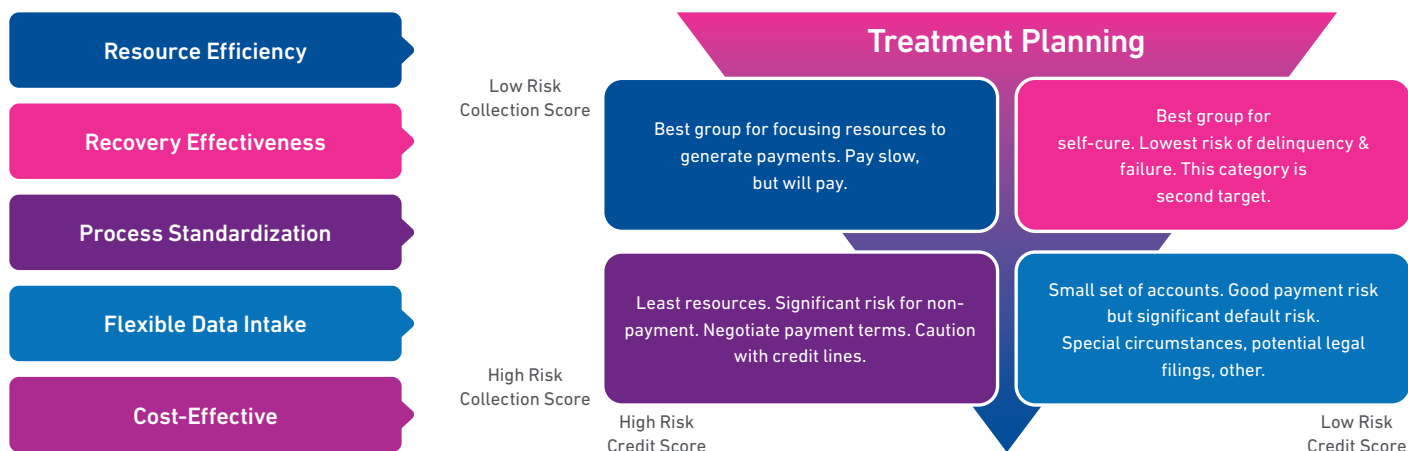 Resource Efficiency
Recovery Effectiveness
Process Standardization
Flexible Data Intake
Cost-Effective
Treatment Planning
Low Risk
Collection Score
Best group for focusing resources to
generate payments. Pay slow,
but will pay.
Best group for
self-cure. Lowest risk of delinquency &
failure. This category is
second target.
High Risk
Collection Score
Least resources. Significant risk for non-
payment. Negotiate payment terms. Caution
with credit lines.
Small set of accounts. Good payment risk
but significant default risk.
Special circumstances, potential legal
filings, other.
High Risk
Credit Score
Low Risk
Credit Score